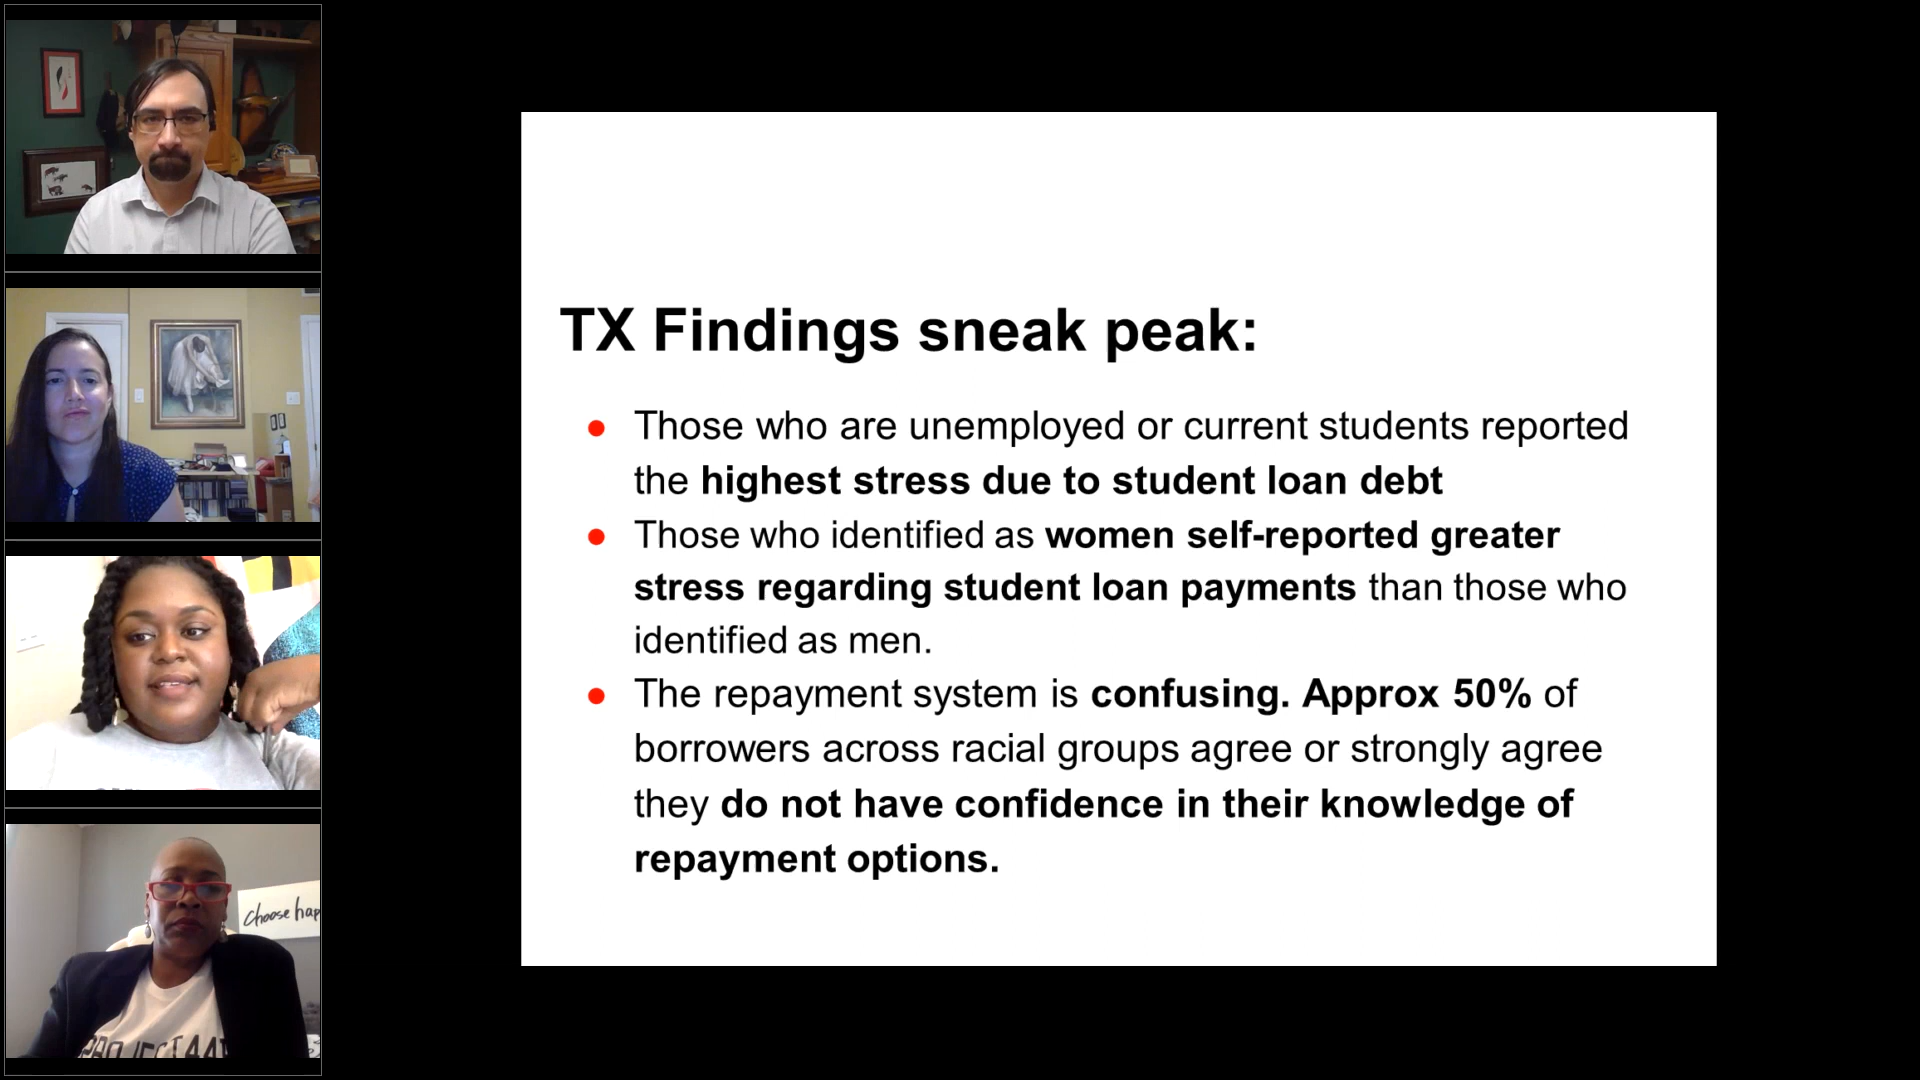 TX Findings sneak peak:
● Those who are unemployed or current students reported
the highest stress due to student loan debt
● Those who identified as women self-reported greater
stress regarding student loan payments than those who
identified as men.
● The repayment system is confusing. Approx 50% of
borrowers across racial groups agree or strongly agree
they do not have confidence in their knowledge of
repayment options.
choose hap